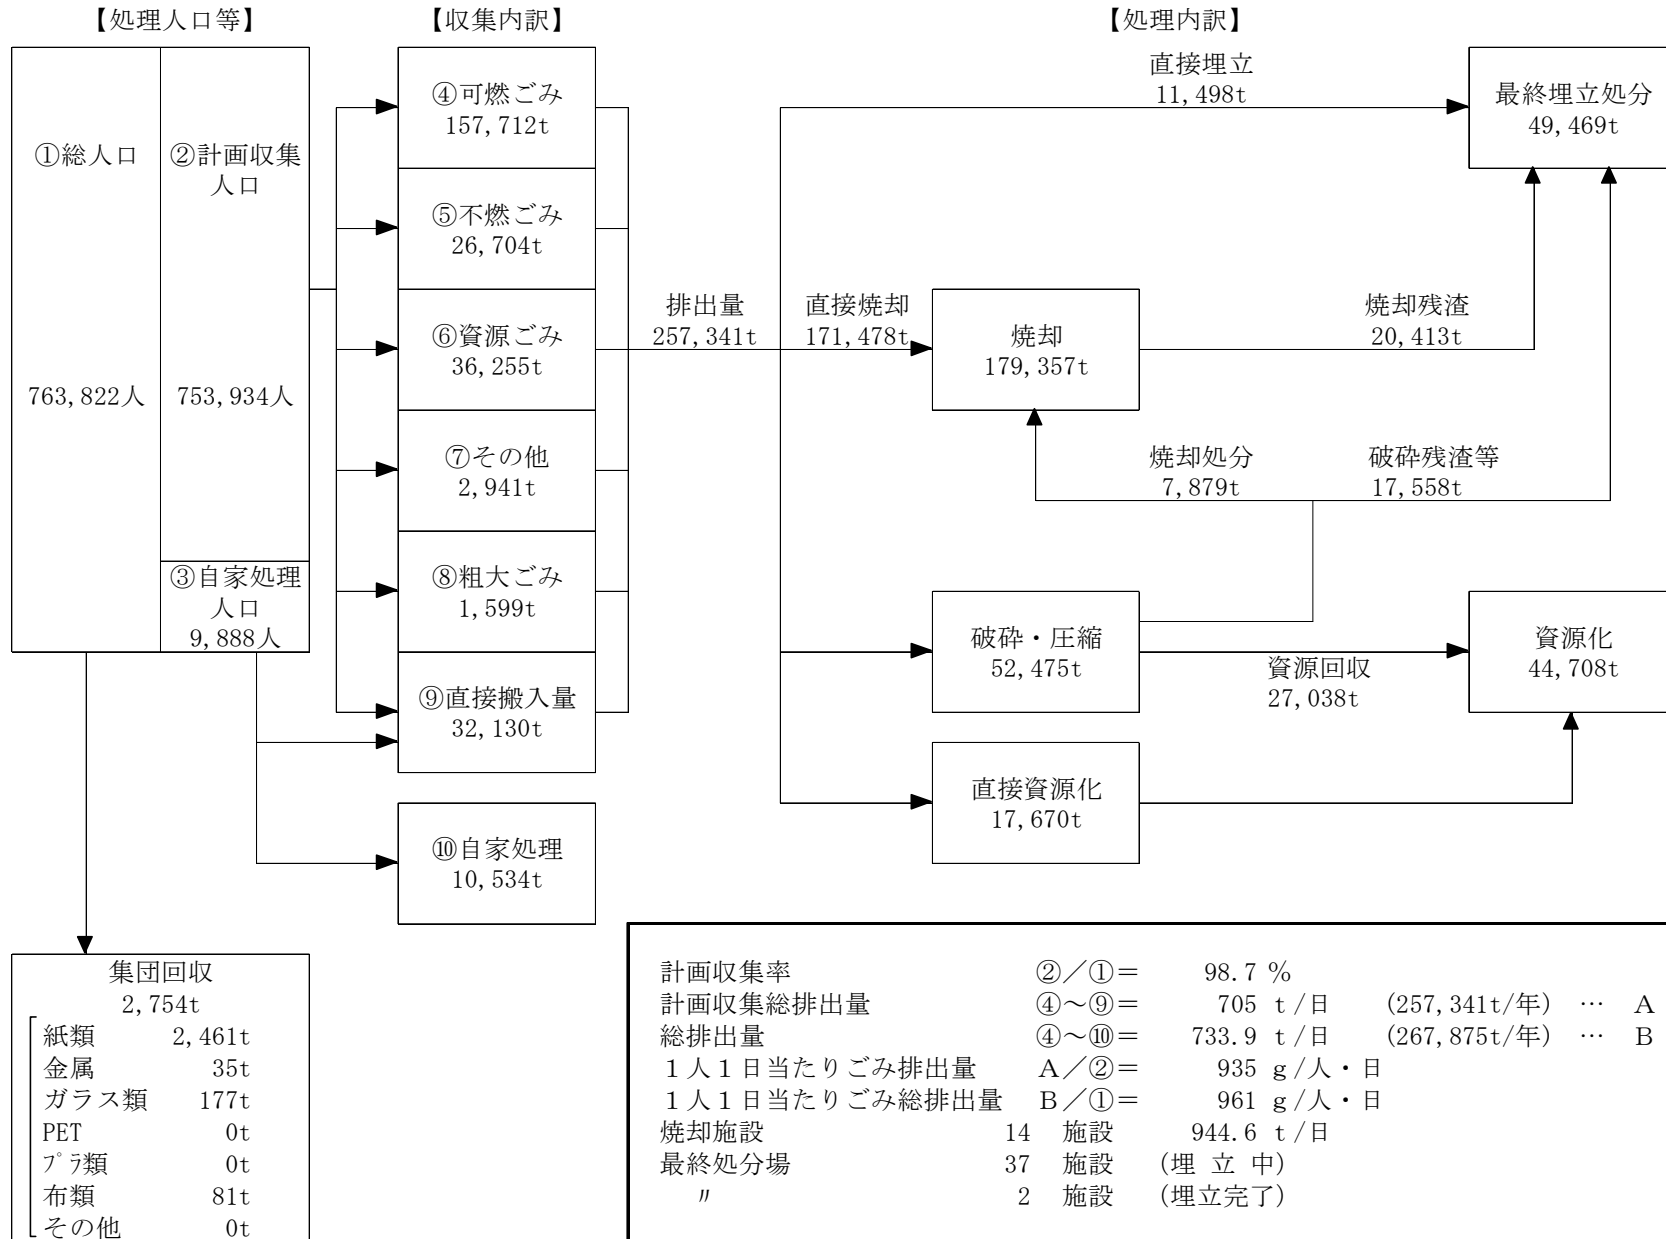 【処理人口等】
【収集内訳】
【処理内訳】
①総人口
763,822人
②計画収集
人口
753,934人
③自家処理
人口
9,888人
④可燃ごみ
157,712t
⑤不燃ごみ
26,704t
⑥資源ごみ
36,255t
⑦その他
2,941t
⑧粗大ごみ
1,599t
⑨直接搬入量
32,130t
⑩自家処理
10,534t
排出量
257,341t
直接埋立
11,498t
最終埋立処分
49,469t
直接焼却
171,478t
焼却
179,357t
焼却残渣
20,413t
焼却処分
7,879t
破砕残渣等
17,558t
破砕・圧縮
52,475t
資源回収
27,038t
資源化
44,708t
直接資源化
17,670t
集団回収
2,754t
紙類 2,461t
金属 35t
ガラス類 177t
PET 0t
プラ類 0t
布類 81t
その他 0t
計画収集率 ②/①= 98.7 %
計画収集総排出量 ④~⑨= 705 t/日 (257,341t/年) … A
総排出量 ④~⑩= 733.9 t/日 (267,875t/年) … B
1人1日当たりごみ排出量 A/②= 935 g/人・日
1人1日当たりごみ総排出量 B/①= 961 g/人・日
焼却施設 14 施設 944.6 t/日
最終処分場 37 施設 (埋 立 中)
〃 2 施設 (埋立完了)